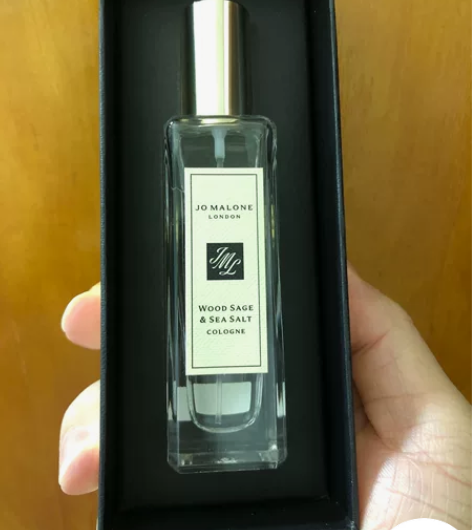 JO MALONE
LONDON
JML
WOOD SAGE
& SEA SALT
COLOGNE